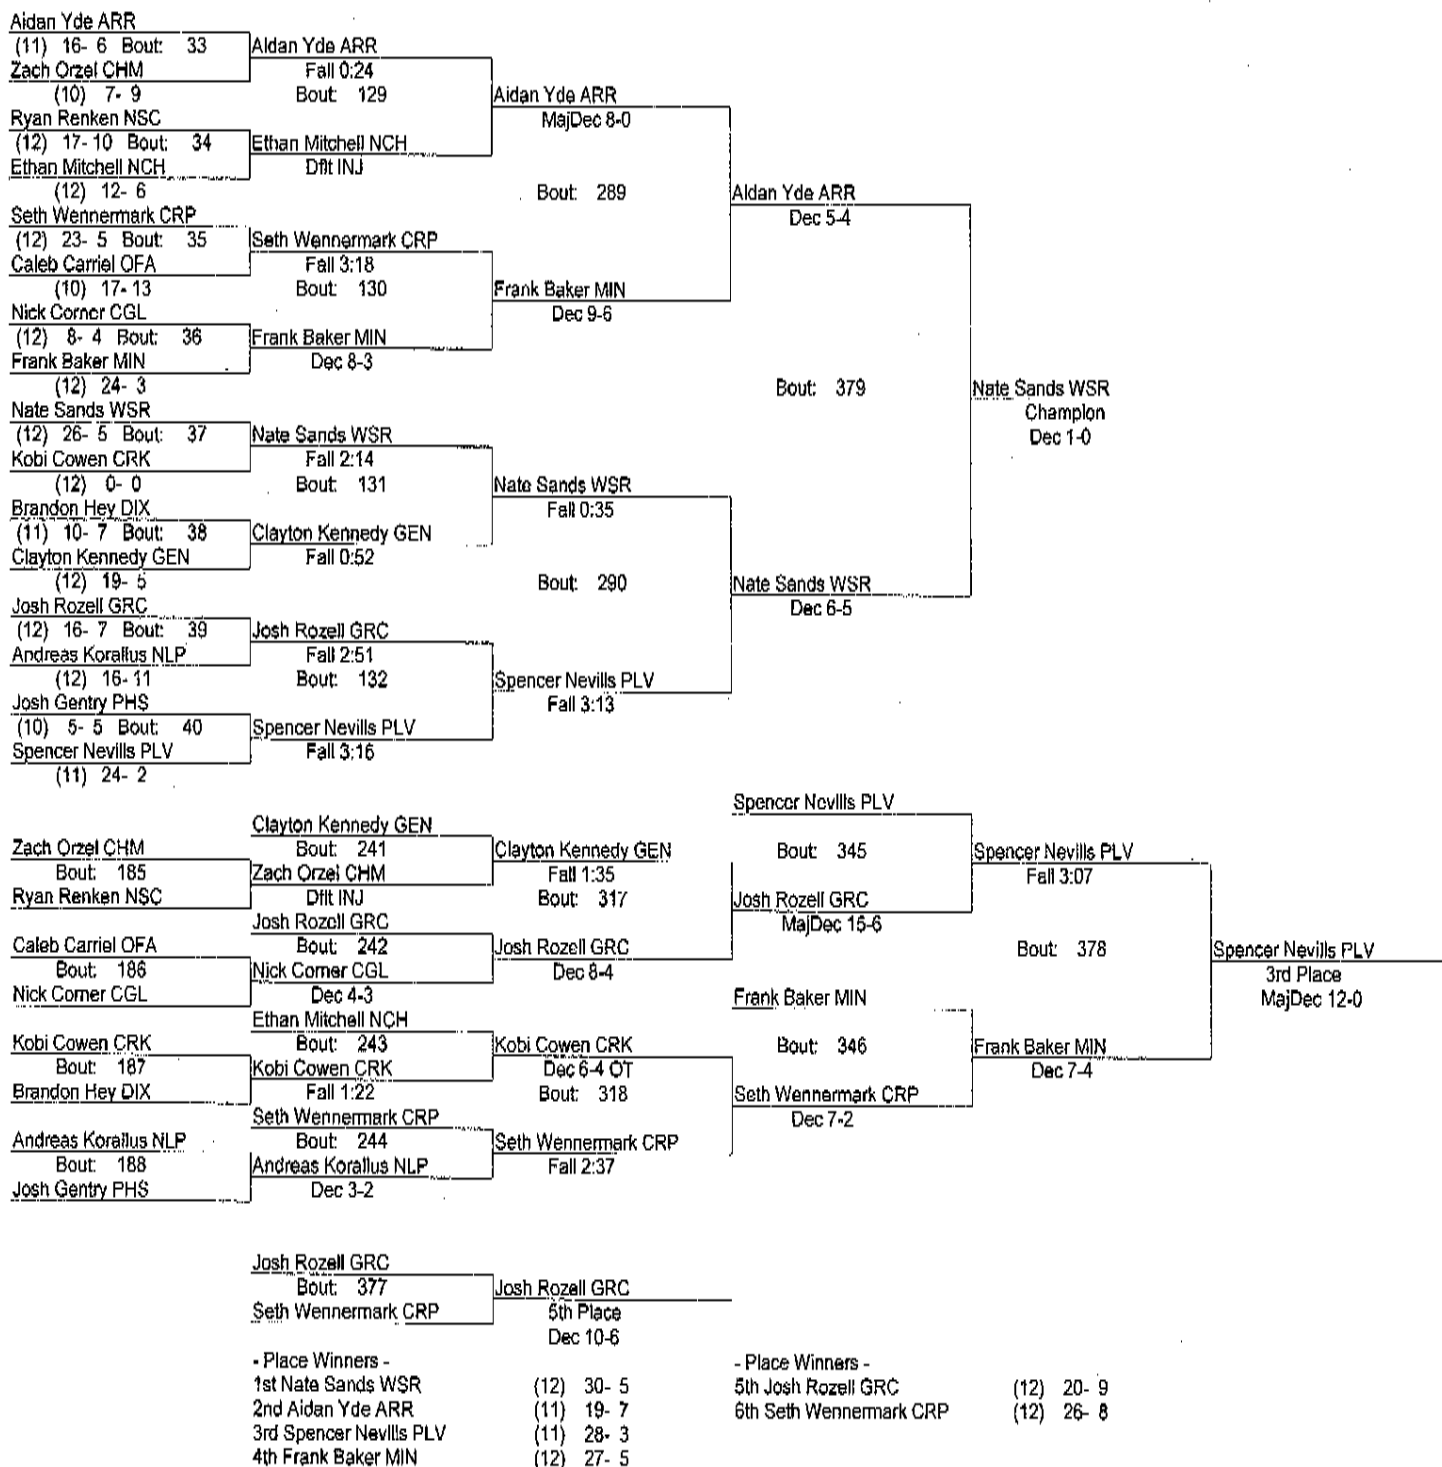 Aidan Yde ARR
(11) 16- 6 Bout: 33
Zach Orzel CHM
(10) 7- 9
Ryan Renken NSC
(12) 17- 10 Bout: 34
Ethan Mitchell NCH
(12) 12- 6
Seth Wennermark CRP
(12) 23- 5 Bout: 35
Caleb Carriel OFA
(10) 17- 13
Nick Corner CGL
(12) 8- 4 Bout: 36
Frank Baker MIN
(12) 24- 3
Nate Sands WSR
(12) 26- 5 Bout: 37
Kobi Cowen CRK
(12) 0- 0
Brandon Hey DIX
(11) 10- 7 Bout: 38
Clayton Kennedy GEN
(12) 19- 5
Josh Rozell GRC
(12) 16- 7 Bout: 39
Andreas Korallus NLP
(12) 16- 11
Josh Gentry PHS
(10) 5- 5 Bout: 40
Spencer Nevills PLV
(11) 24- 2
Aidan Yde ARR
Fall 0:24
Bout: 129
Ethan Mitchell NCH
Dflt INJ
Seth Wennermark CRP
Fall 3:18
Bout: 130
Frank Baker MIN
Dec 8-3
Nate Sands WSR
Fall 2:14
Bout: 131
Clayton Kennedy GEN
Fall 0:52
Josh Rozell GRC
Fall 2:51
Bout: 132
Spencer Nevills PLV
Fall 3:16
Aidan Yde ARR
MajDec 8-0
Bout: 289
Frank Baker MIN
Dec 9-6
Nate Sands WSR
Fall 0:35
Bout: 290
Spencer Nevills PLV
Fall 3:13
Aidan Yde ARR
Dec 5-4
Bout: 379
Nate Sands WSR
Dec 6-5
Nate Sands WSR
Champion
Dec 1-0
Zach Orzel CHM
Bout: 185
Ryan Renken NSC
Caleb Carriel OFA
Bout: 186
Nick Corner CGL
Kobi Cowen CRK
Bout: 187
Brandon Hey DIX
Andreas Korallus NLP
Bout: 188
Josh Gentry PHS
Clayton Kennedy GEN
Bout: 241
Zach Orzel CHM
Dflt INJ
Josh Rozell GRC
Bout: 242
Nick Corner CGL
Dec 4-3
Ethan Mitchell NCH
Bout: 243
Kobi Cowen CRK
Fall 1:22
Seth Wennermark CRP
Bout: 244
Andreas Korallus NLP
Dec 3-2
Clayton Kennedy GEN
Fall 1:35
Bout: 317
Josh Rozell GRC
Dec 8-4
Kobi Cowen CRK
Dec 6-4 OT
Bout: 318
Seth Wennermark CRP
Fall 2:37
Spencer Nevills PLV
Bout: 345
Josh Rozell GRC
MajDec 15-6
Frank Baker MIN
Bout: 346
Seth Wennermark CRP
Dec 7-2
Spencer Nevills PLV
Fall 3:07
Bout: 378
Frank Baker MIN
Dec 7-4
Spencer Nevills PLV
3rd Place
MajDec 12-0
Josh Rozell GRC
Bout: 377
Seth Wennermark CRP
Josh Rozell GRC
5th Place
Dec 10-6
- Place Winners -
1st Nate Sands WSR (12) 30- 5
2nd Aidan Yde ARR (11) 19- 7
3rd Spencer Nevills PLV (11) 28- 3
4th Frank Baker MIN (12) 27- 5
- Place Winners -
5th Josh Rozell GRC (12) 20- 9
6th Seth Wennermark CRP (12) 26- 8